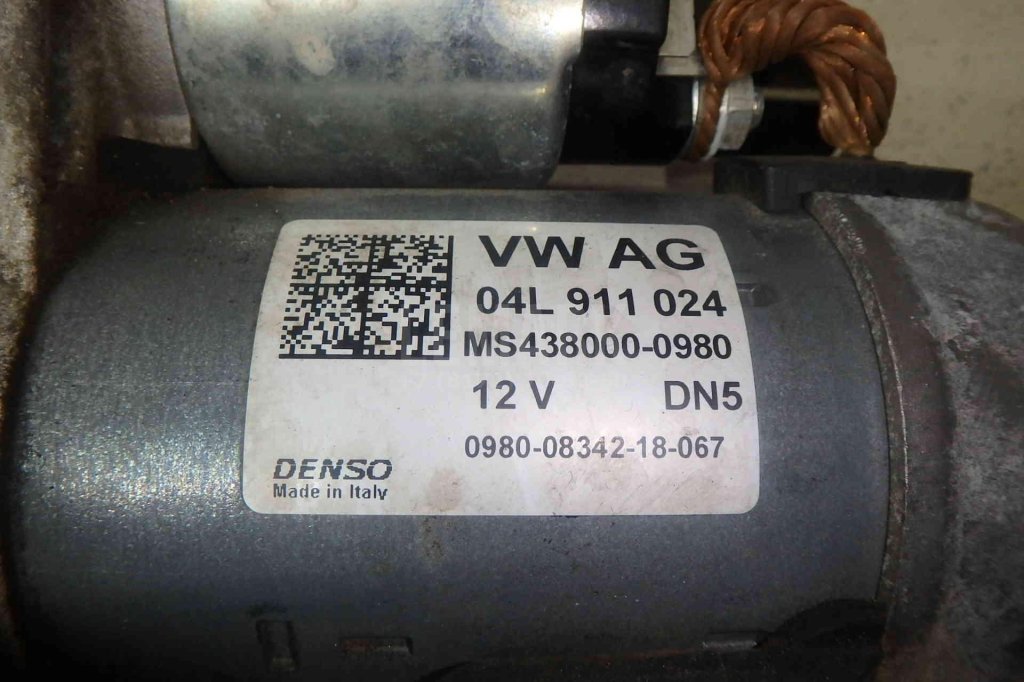 VW AG
04L 911 024
MS438000-0980
12 V DN5
0980-08342-18-067
DENSO
Made in Italy